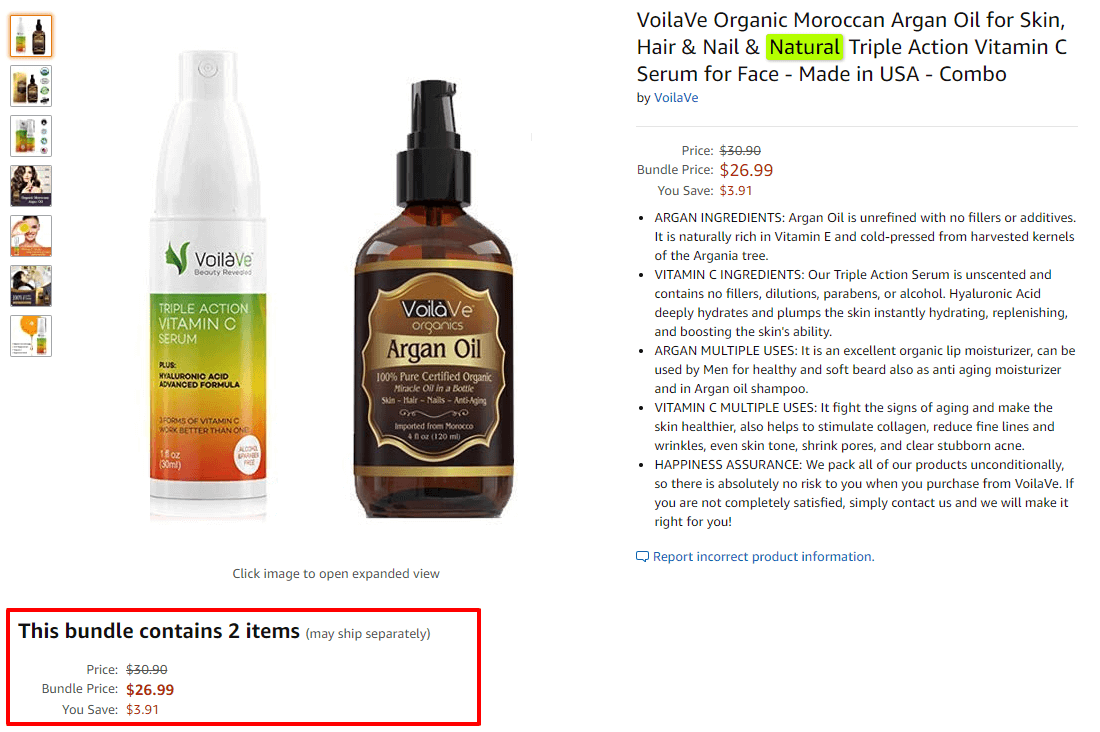 VoilaVe Organic Moroccan Argan Oil for Skin,
Hair & Nail & Natural Triple Action Vitamin C
Serum for Face - Made in USA - Combo
by VoilaVe
Price: $30.90
Bundle Price: $26.99
You Save: $3.91
• ARGAN INGREDIENTS: Argan Oil is unrefined with no fillers or additives.
It is naturally rich in Vitamin E and cold-pressed from harvested kernels
of the Argania tree.
• VITAMIN C INGREDIENTS: Our Triple Action Serum is unscented and
contains no fillers, dilutions, parabens, or alcohol. Hyaluronic Acid
deeply hydrates and plumps the skin instantly hydrating, replenishing,
and boosting the skin's ability.
• ARGAN MULTIPLE USES: It is an excellent organic lip moisturizer, can be
used by Men for healthy and soft beard also as anti aging moisturizer
and in Argan oil shampoo.
• VITAMIN C MULTIPLE USES: It fight the signs of aging and make the
skin healthier, also helps to stimulate collagen, reduce fine lines and
wrinkles, even skin tone, shrink pores, and clear stubborn acne.
• HAPPINESS ASSURANCE: We pack all of our products unconditionally,
so there is absolutely no risk to you when you purchase from VoilaVe. If
you are not completely satisfied, simply contact us and we will make it
right for you!
Report incorrect product information.
VoilàVe
Beauty Revealed
TRIPLE ACTION
VITAMIN C
SERUM
PLUS:
HYALURONIC ACID
ADVANCED FORMULA
2 FORMS OF VITAMIN C
WORK BETTER THAN ONE!
1 fl oz
(30ml)
ALCOHOL
&PARABEN
FREE
VoilàVe
organics
Argan Oil
100% Pure Certified Organic
Miracle Oil in a Bottle
Skin - Hair - Nails - Anti-Aging
Imported from Morocco
4 fl oz (120 ml)
Click image to open expanded view
This bundle contains 2 items (may ship separately)
Price: $30.90
Bundle Price: $26.99
You Save: $3.91